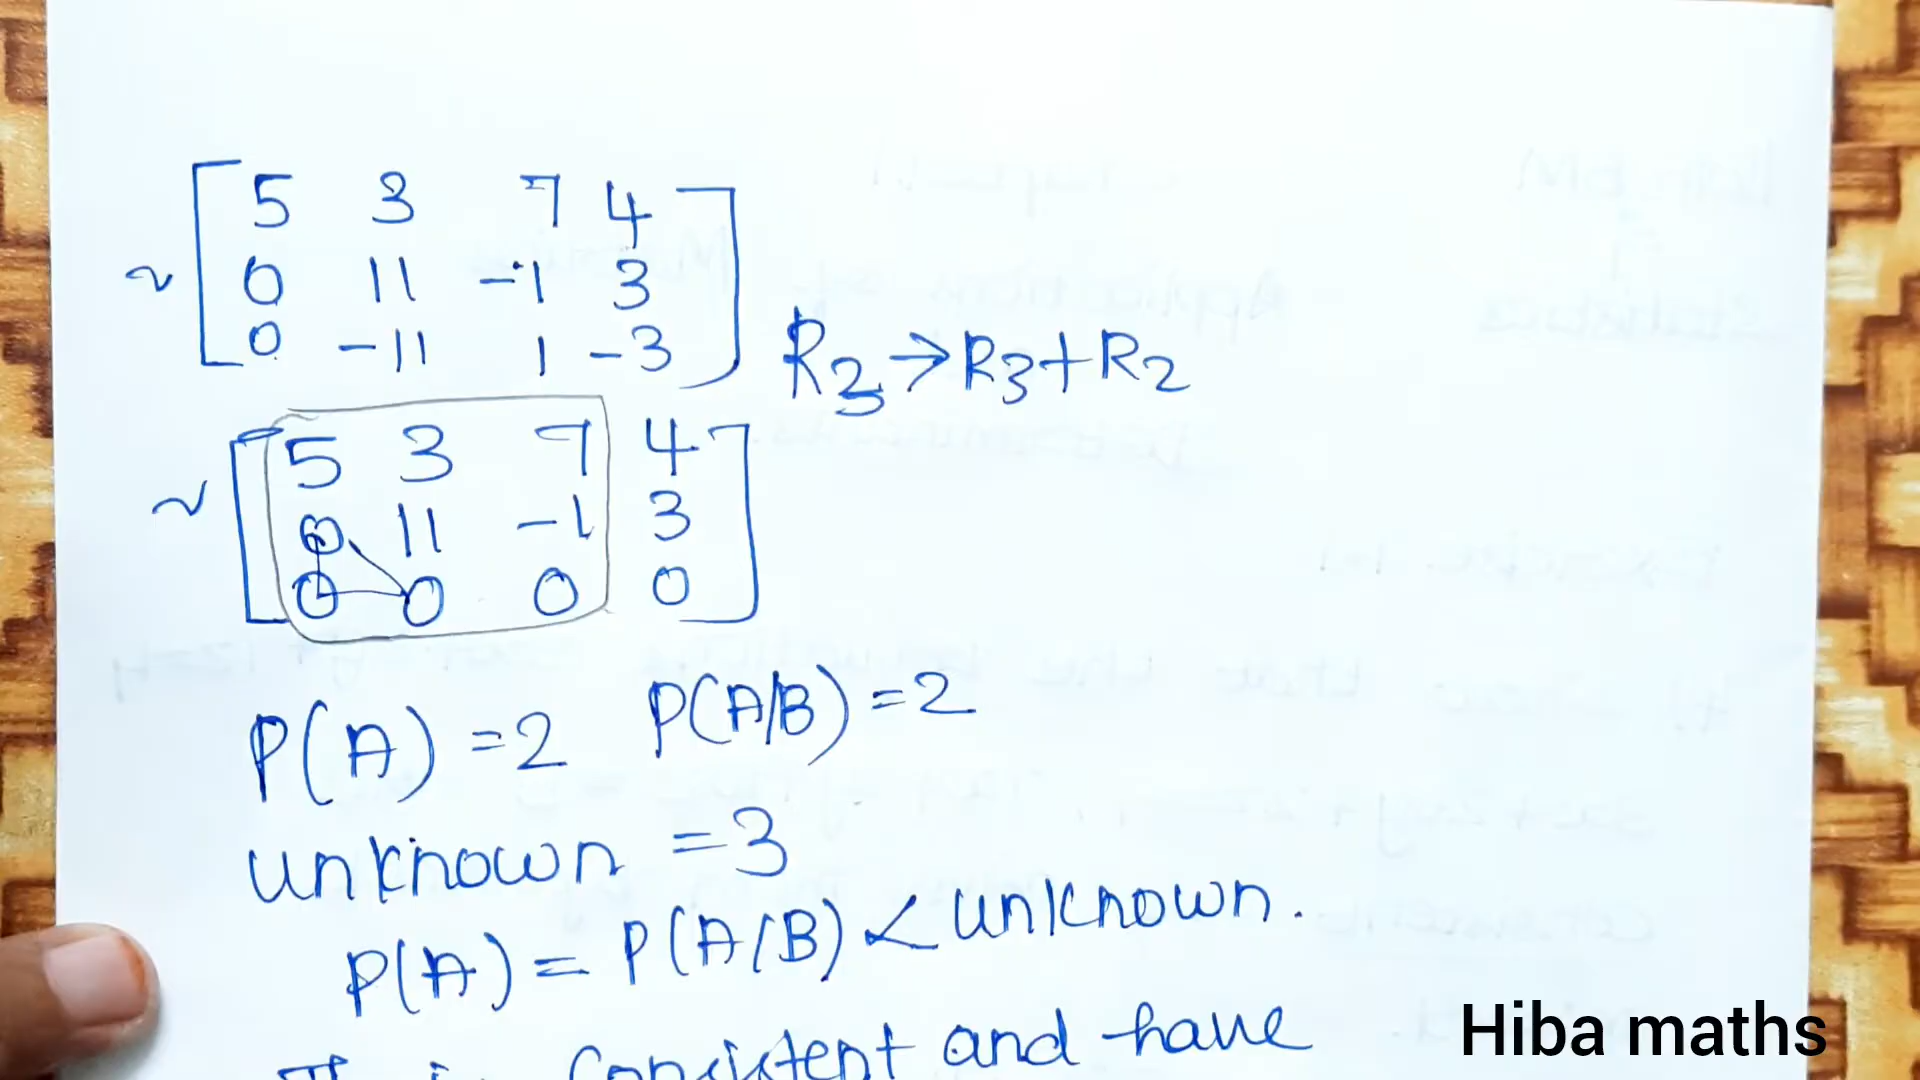 ~ [ 5 3 7 4
0 11 -1 3
0 -11 1 -3 ] R3 → R3 + R2
~ [ 5 3 7 4
0 11 -1 3
0 0 0 0 ]
P(A) = 2 P(A/B) = 2
unknown = 3
P(A) = P(A/B) < unknown.
consistent and have
Hiba maths